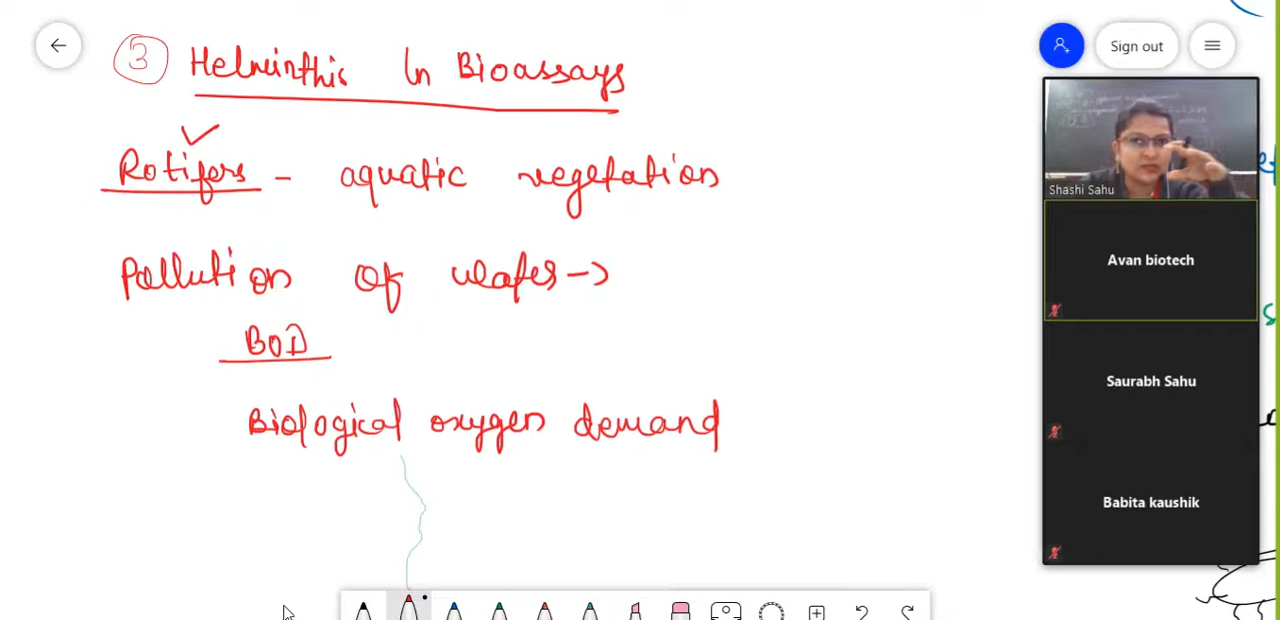 Sign out
3 Helminthis In Bioassays
Rotifers - aquatic vegetation
Pollution of water ->
BOD
Biological oxygen demand
Shashi Sahu
Avan biotech
Saurabh Sahu
Babita kaushik